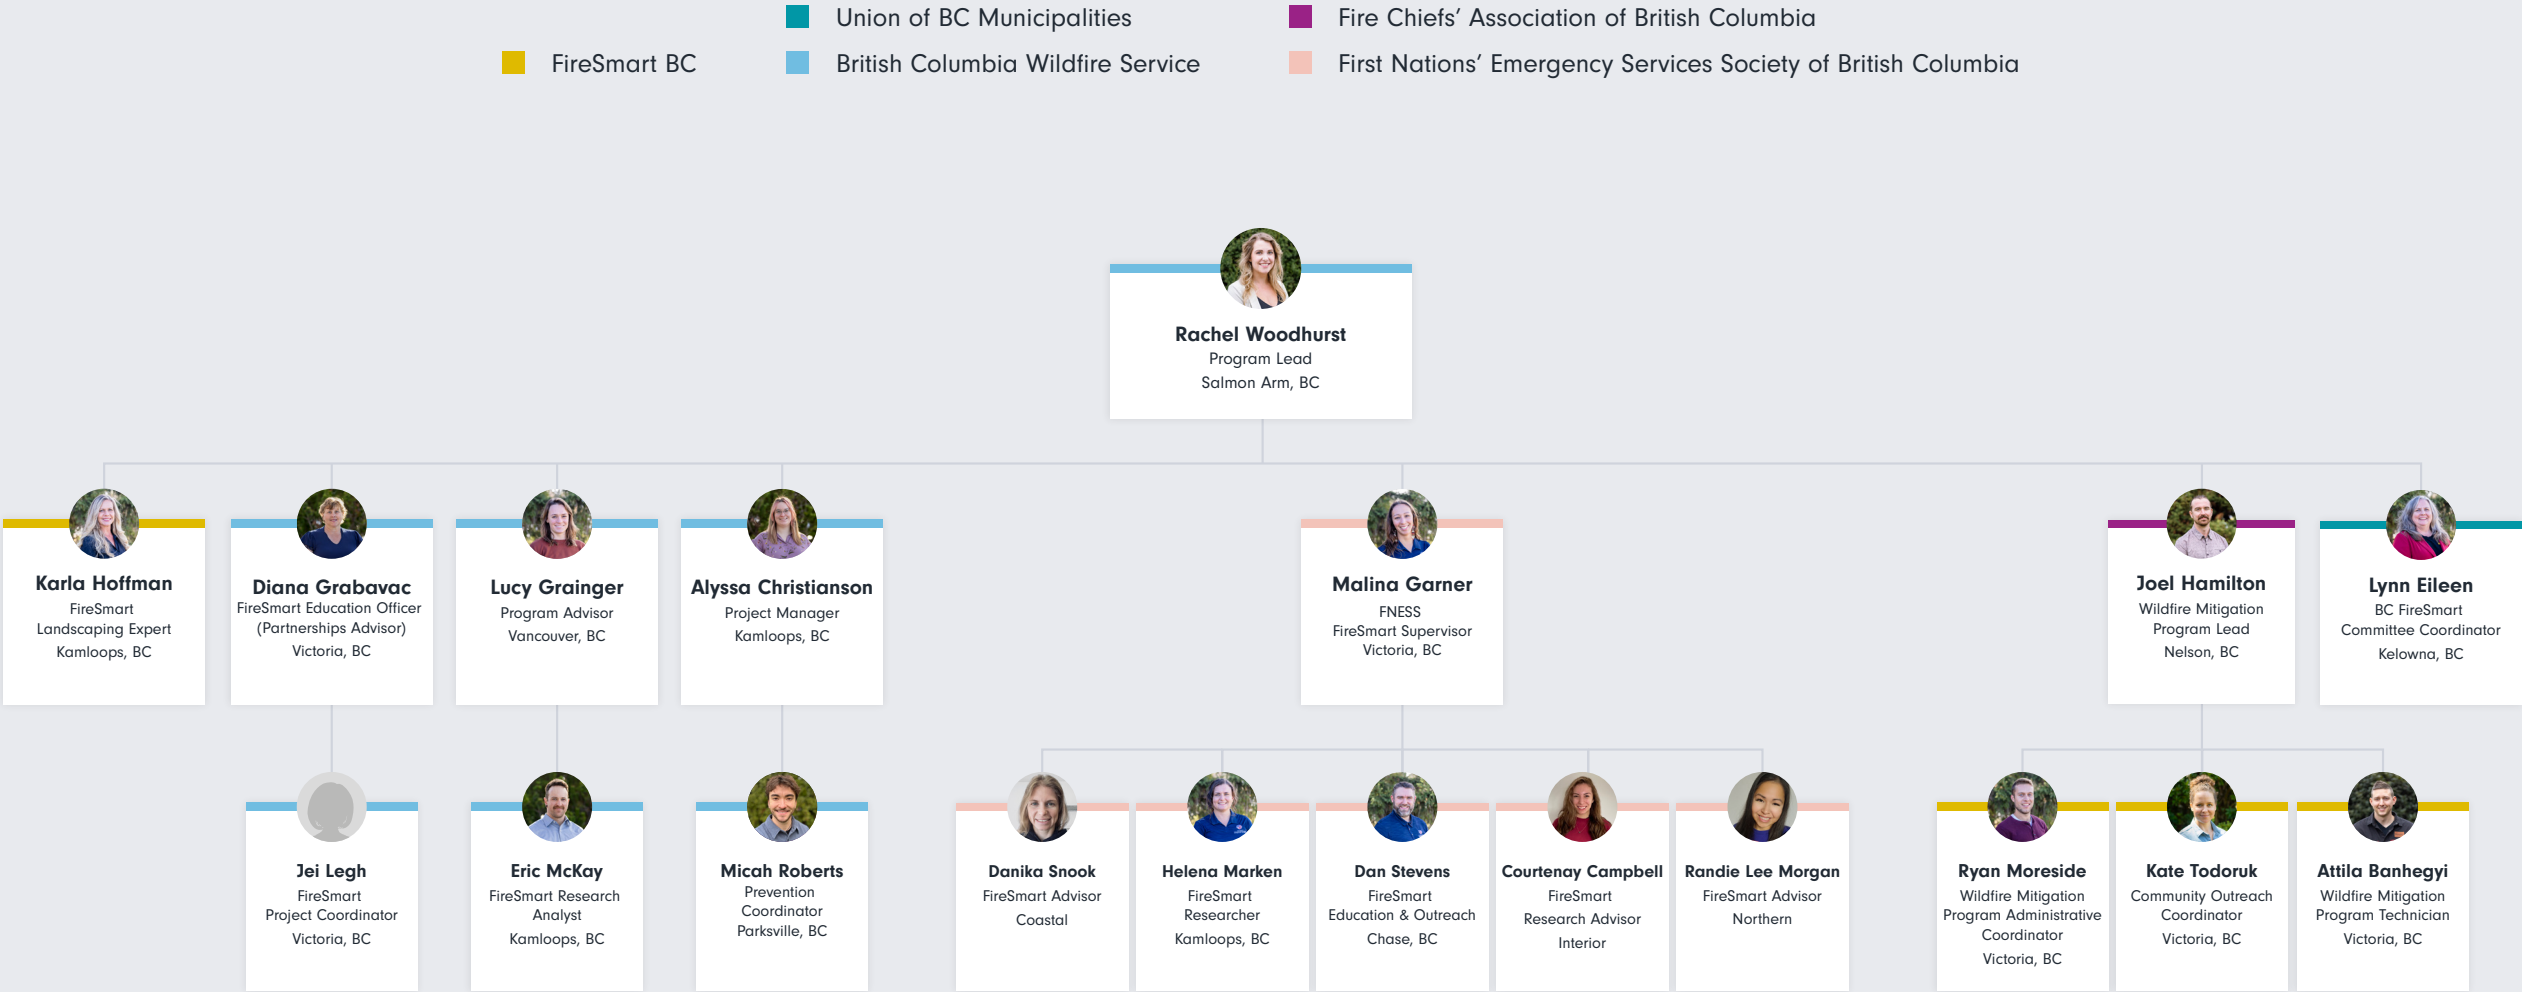 Union of BC Municipalities
Fire Chiefs’ Association of British Columbia
FireSmart BC
British Columbia Wildfire Service
First Nations’ Emergency Services Society of British Columbia
Rachel Woodhurst
Program Lead
Salmon Arm, BC
Karla Hoffman
FireSmart
Landscaping Expert
Kamloops, BC
Diana Grabavac
FireSmart Education Officer
(Partnerships Advisor)
Victoria, BC
Lucy Grainger
Program Advisor
Vancouver, BC
Alyssa Christianson
Project Manager
Kamloops, BC
Malina Garner
FNESS
FireSmart Supervisor
Victoria, BC
Joel Hamilton
Wildfire Mitigation
Program Lead
Nelson, BC
Lynn Eileen
BC FireSmart
Committee Coordinator
Kelowna, BC
Jei Legh
FireSmart
Project Coordinator
Victoria, BC
Eric McKay
FireSmart Research
Analyst
Kamloops, BC
Micah Roberts
Prevention
Coordinator
Parksville, BC
Danika Snook
FireSmart Advisor
Coastal
Helena Marken
FireSmart
Researcher
Kamloops, BC
Dan Stevens
FireSmart
Education & Outreach
Chase, BC
Courtenay Campbell
FireSmart
Research Advisor
Interior
Randie Lee Morgan
FireSmart Advisor
Northern
Ryan Moreside
Wildfire Mitigation
Program Administrative
Coordinator
Victoria, BC
Kate Todoruk
Community Outreach
Coordinator
Victoria, BC
Attila Banhegyi
Wildfire Mitigation
Program Technician
Victoria, BC